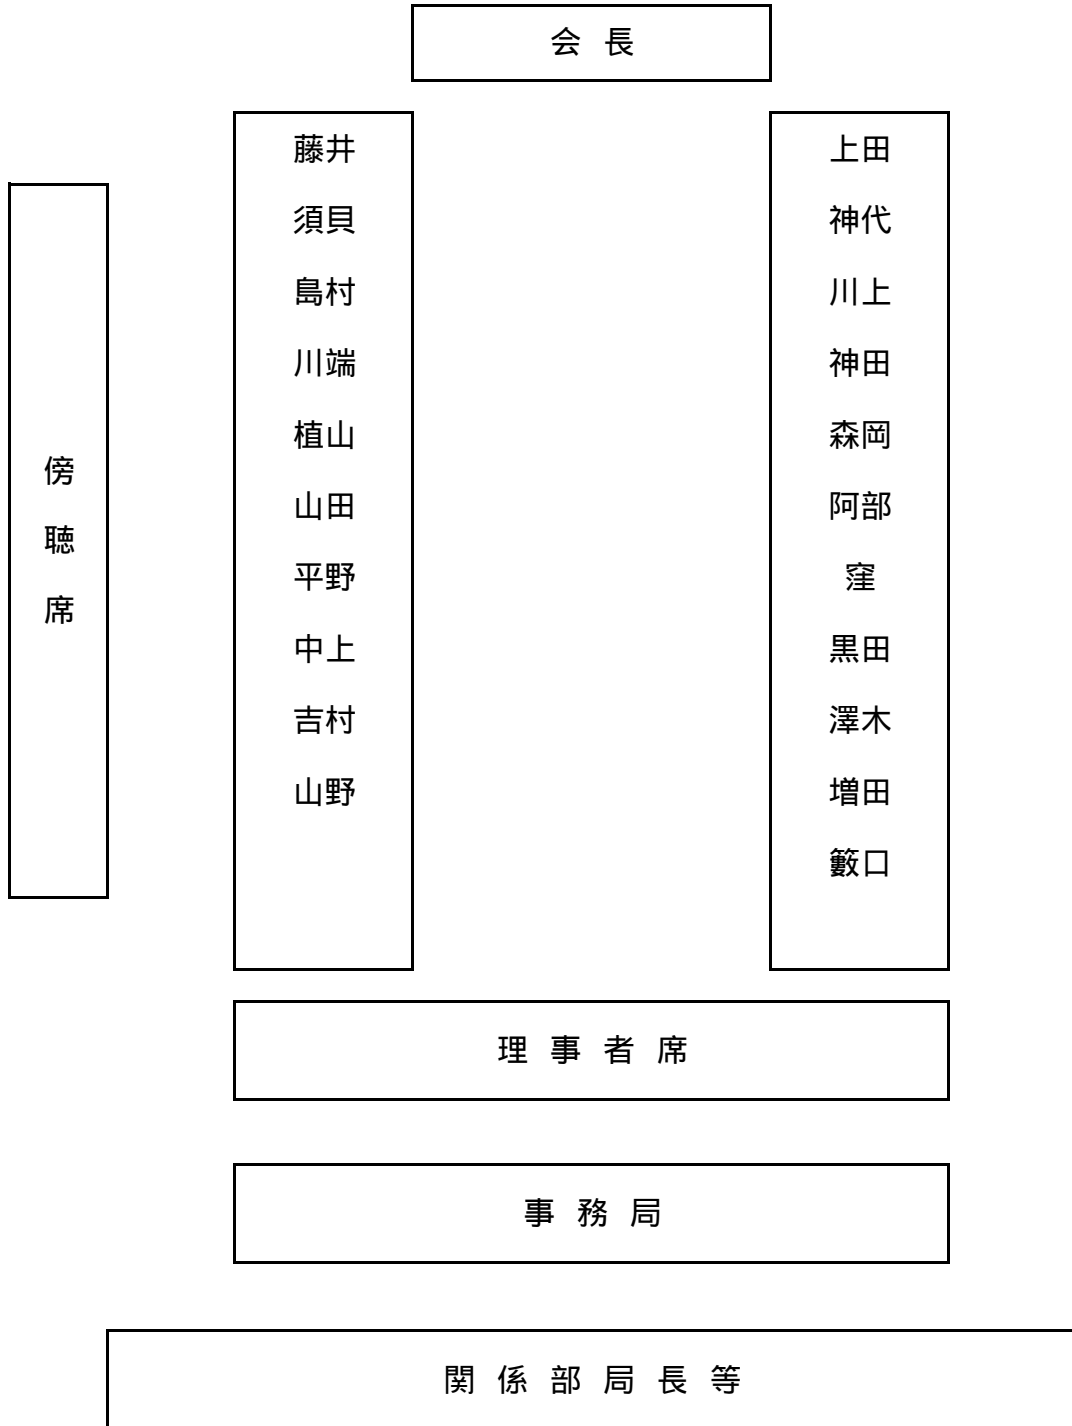 会 長
藤井 上田
須貝 神代
島村 川上
川端 神田
植山 森岡
山田 阿部
平野 窪
中上 黒田
吉村 澤木
山野 増田
籔口
傍聴席
理 事 者 席
事 務 局
関 係 部 局 長 等